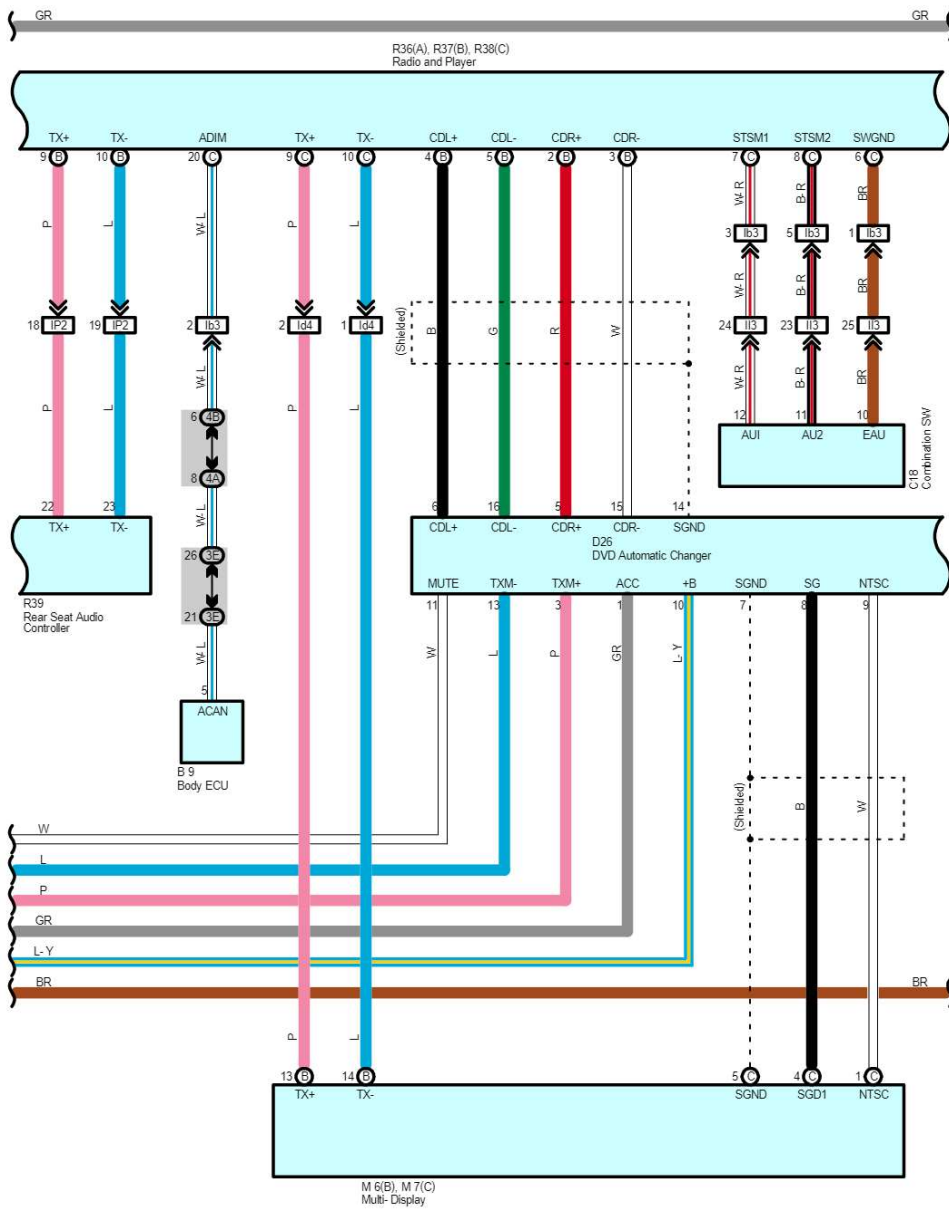 GR GR
R36(A), R37(B), R38(C)
Radio and Player
TX+ TX- ADIM TX+ TX- CDL+ CDL- CDR+ CDR- STSM1 STSM2 SWGND
9 B 10 B 20 C 9 C 10 C 4 B 5 B 2 B 3 B 7 C 8 C 6 C
P L W-L P L W-R B-R BR
3 Ib3 5 Ib3 1 Ib3
18 IP2 19 IP2 2 Ib3 2 Id4 1 Id4 (Shielded) B G R W W-R B-R BR
24 II3 23 II3 25 II3
P L W-L P L W-R B-R BR
6 4B 12 11 10
AUI AU2 EAU
8 4A
C18
Combination SW
W-L
22 23 6 16 5 15 14
TX+ TX- CDL+ CDL- CDR+ CDR- SGND
D26
DVD Automatic Changer
26 3E
MUTE TXM- TXM+ ACC +B SGND SG NTSC
R39
Rear Seat Audio
Controller
11 13 3 1 10 7 8 9
21 3E
W-L W L P GR L-Y
5
ACAN
B 9
Body ECU
(Shielded) B W
W
L
P
GR
L-Y
BR BR
P L
13 B 14 B 5 C 4 C 1 C
TX+ TX- SGND SGD1 NTSC
M 6(B), M 7(C)
Multi- Display